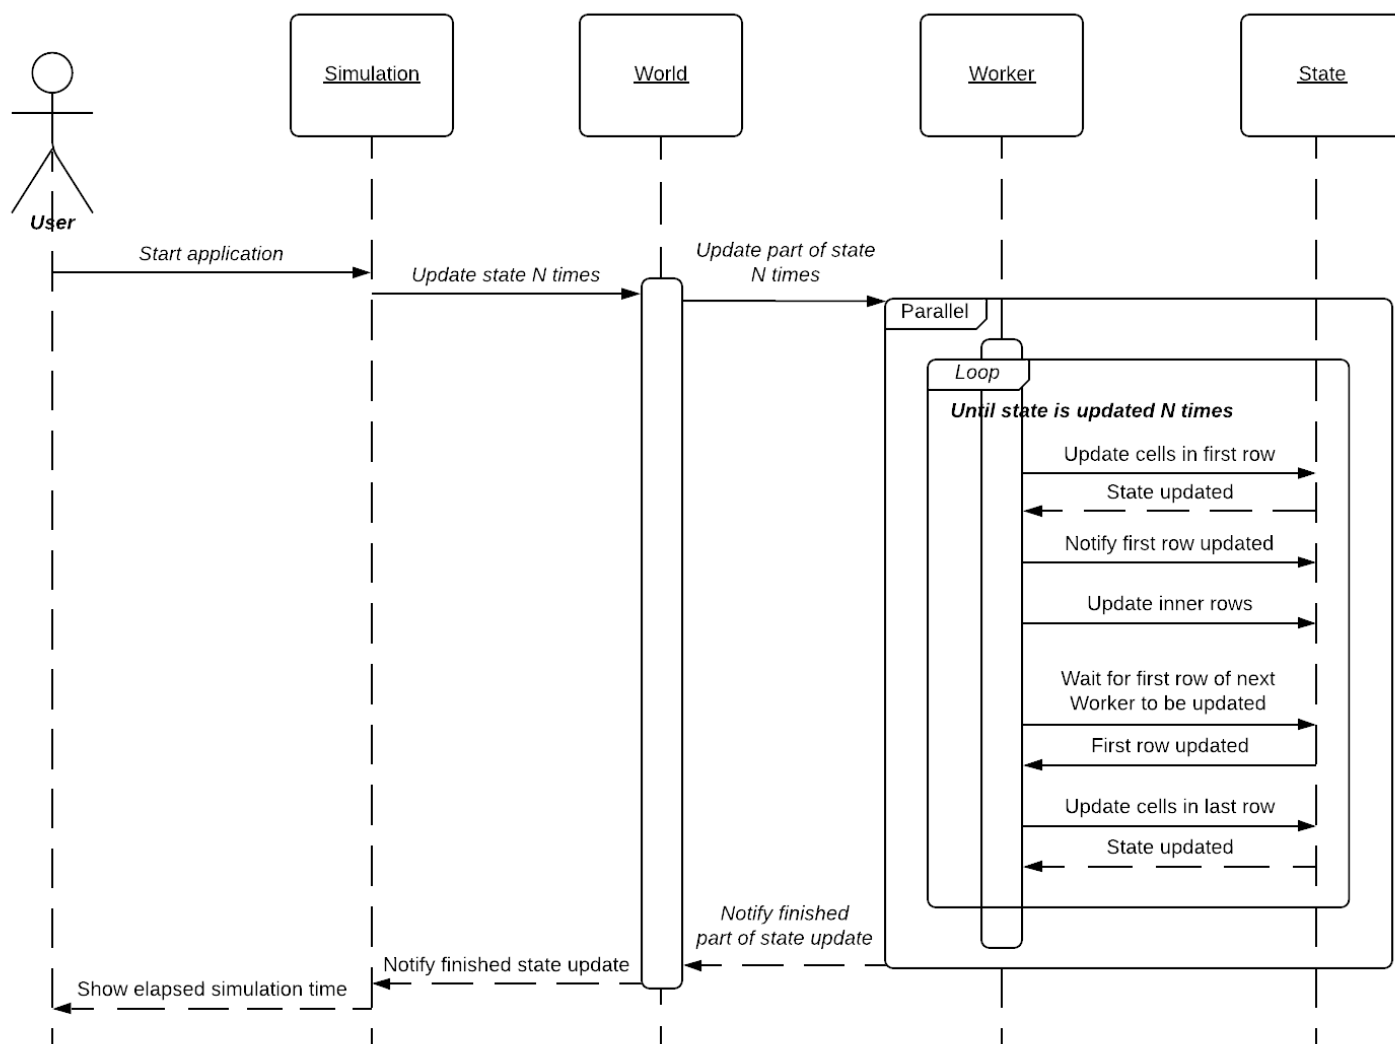 Simulation
World
Worker
State
User
Start application
Update state N times
Update part of state
N times
Parallel
Loop
Until state is updated N times
Update cells in first row
State updated
Notify first row updated
Update inner rows
Wait for first row of next
Worker to be updated
First row updated
Update cells in last row
State updated
Notify finished
part of state update
Notify finished state update
Show elapsed simulation time